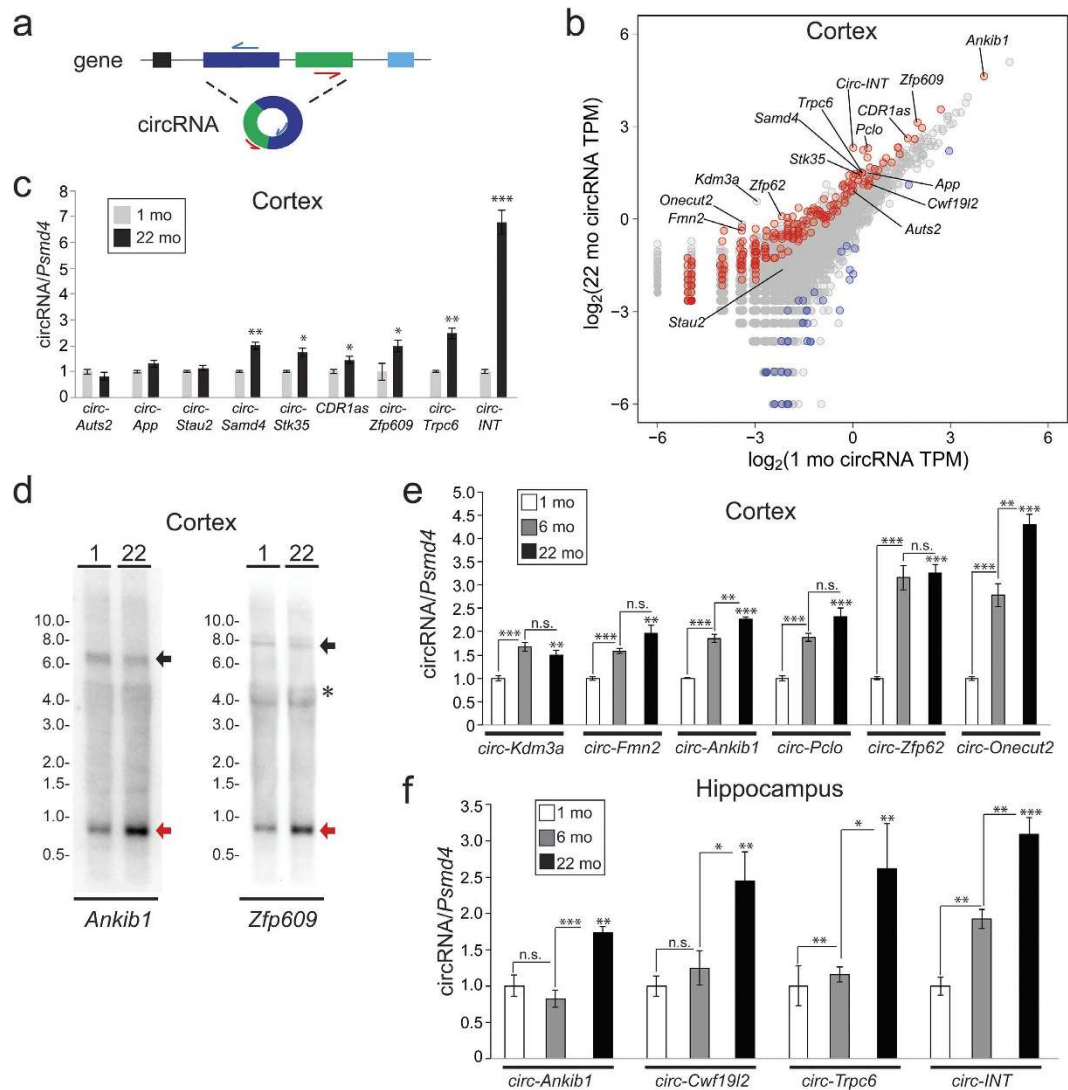 a
gene
circRNA
b
Cortex
log2(22 mo circRNA TPM)
6
3
0
−3
−6
−6
−3
0
3
6
log2(1 mo circRNA TPM)
Ankib1
Circ-INT
Zfp609
Trpc6
CDR1as
Samd4
Pclo
Stk35
Kdm3a
Zfp62
App
Onecut2
Cwf19l2
Fmn2
Auts2
Stau2
c
Cortex
circRNA/Psmd4
8
7
6
5
4
3
2
1
0
1 mo
22 mo
** * * * ** ***
circ-Auts2
circ-App
circ-Stau2
circ-Samd4
circ-Stk35
CDR1as
circ-Zfp609
circ-Trpc6
circ-INT
d
Cortex
1 22
8.0-
6.0-
4.0-
3.0-
2.0-
1.5-
1.0-
0.5-
Ankib1
1 22
8.0-
6.0-
4.0-
3.0-
2.0-
1.5-
1.0-
0.5-
*
Zfp609
e
Cortex
1 mo
6 mo
22 mo
circRNA/Psmd4
5.0
4.5
4.0
3.5
3.0
2.5
2.0
1.5
1.0
0.5
0
*** n.s. **
*** n.s. **
*** ** ***
*** n.s. ***
*** n.s. ***
*** ** ***
circ-Kdm3a
circ-Fmn2
circ-Ankib1
circ-Pclo
circ-Zfp62
circ-Onecut2
f
Hippocampus
1 mo
6 mo
22 mo
circRNA/Psmd4
3.5
3.0
2.5
2.0
1.5
1.0
0.5
0
n.s. *** **
n.s. * **
** * **
** ** ***
circ-Ankib1
circ-Cwf19l2
circ-Trpc6
circ-INT